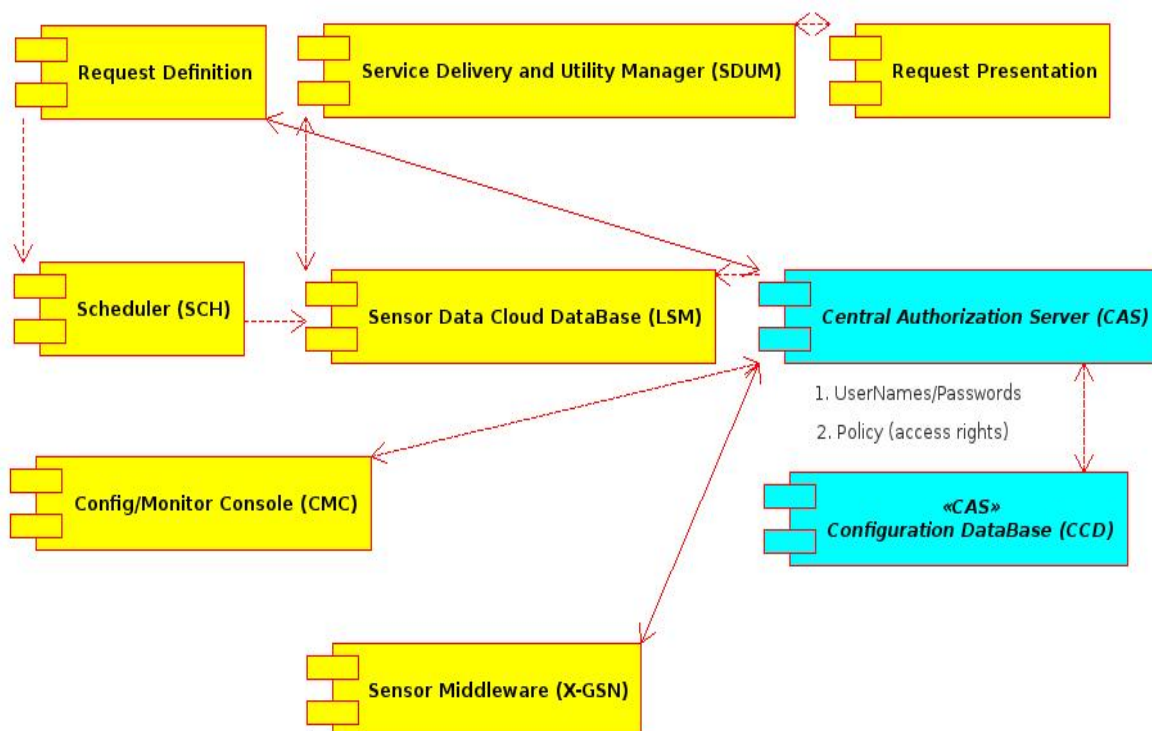 Request Definition
Service Delivery and Utility Manager (SDUM)
Request Presentation
Scheduler (SCH)
Sensor Data Cloud DataBase (LSM)
Central Authorization Server (CAS)
1. UserNames/Passwords
2. Policy (access rights)
Config/Monitor Console (CMC)
«CAS»
Configuration DataBase (CCD)
Sensor Middleware (X-GSN)